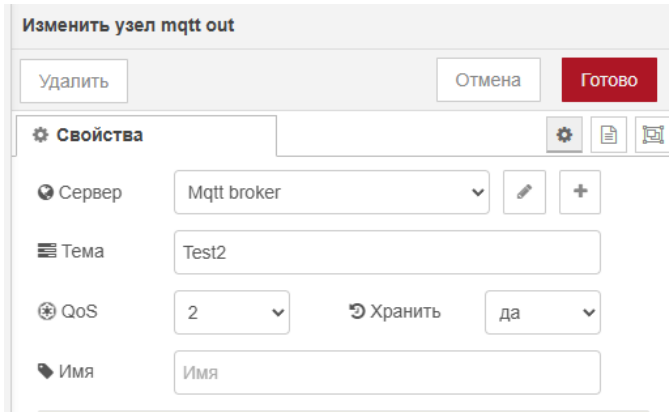 Изменить узел mqtt out
Удалить Отмена Готово
Свойства
Сервер Mqtt broker
Тема Test2
QoS 2 Хранить да
Имя Имя